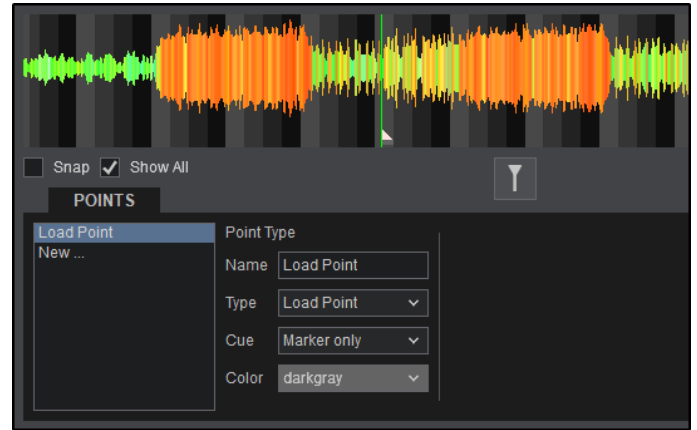 Snap Show All
POINTS
Load Point
New ...
Point Type
Name Load Point
Type Load Point
Cue Marker only
Color darkgray